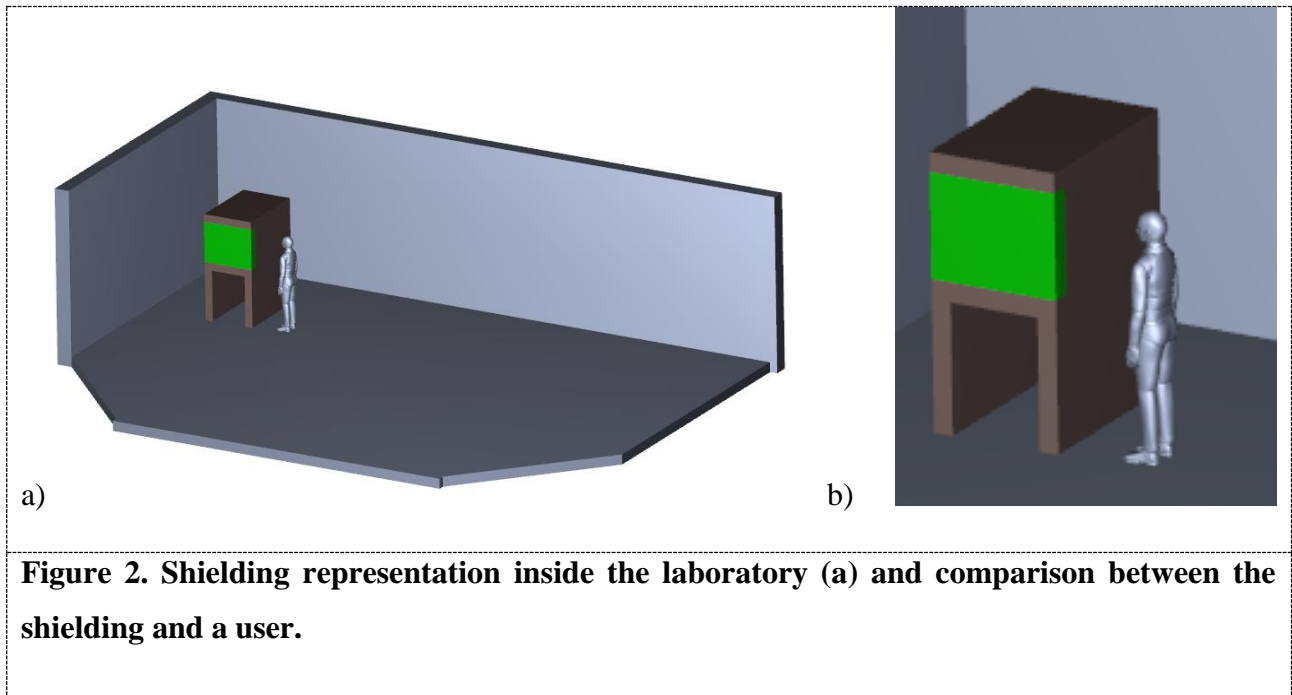 a)
b)
Figure 2. Shielding representation inside the laboratory (a) and comparison between the
shielding and a user.